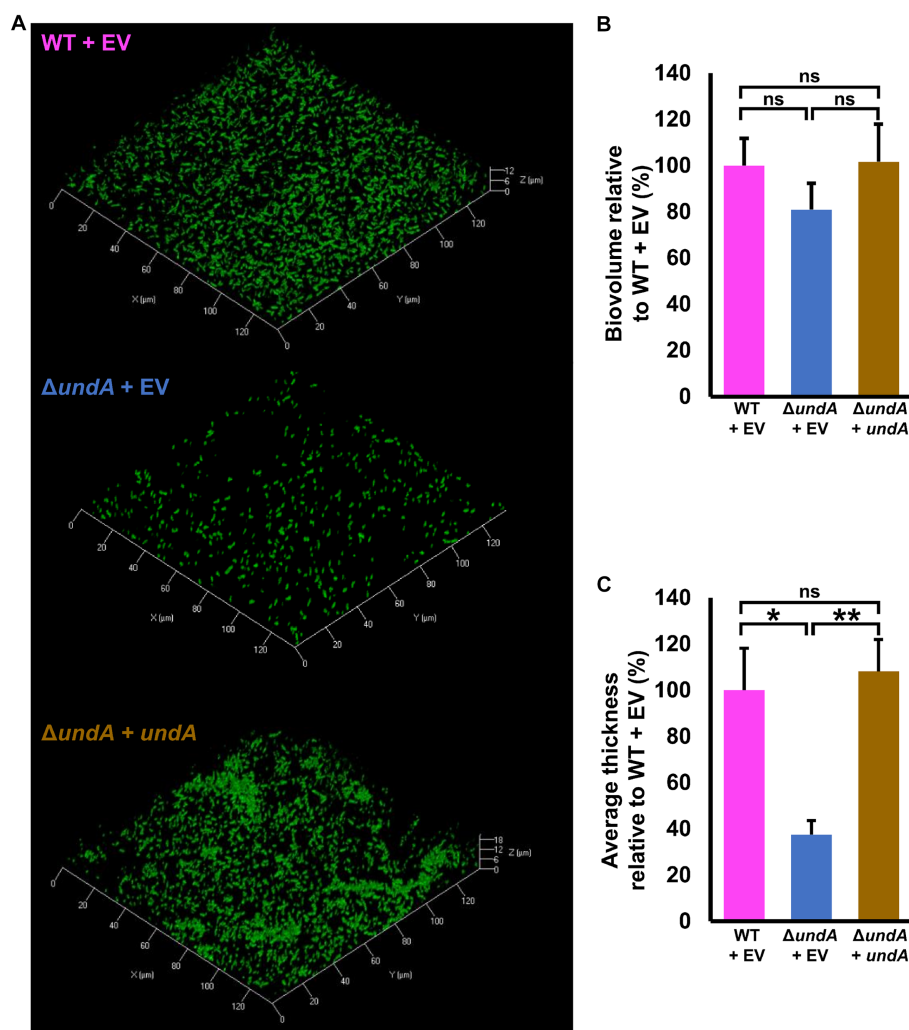 A
WT + EV
12
6
0
Z (µm)
0
20
40
60
80
100
120
X (µm)
0
20
40
60
80
100
120
Y (µm)
ΔundA + EV
0
20
40
60
80
100
120
X (µm)
0
20
40
60
80
100
120
Y (µm)
ΔundA + undA
18
12
6
0
Z (µm)
0
20
40
60
80
100
120
X (µm)
0
20
40
60
80
100
120
Y (µm)
B
Biovolume relative
to WT + EV (%)
140
120
100
80
60
40
20
0
ns
ns
ns
WT
+ EV
ΔundA
+ EV
ΔundA
+ undA
C
Average thickness
relative to WT + EV (%)
140
120
100
80
60
40
20
0
ns
*
**
WT
+ EV
ΔundA
+ EV
ΔundA
+ undA